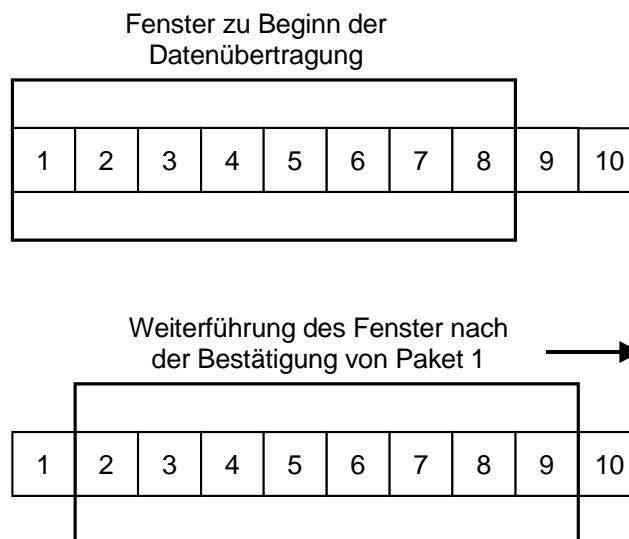 Fenster zu Beginn der
Datenübertragung
1 2 3 4 5 6 7 8 9 10
Weiterführung des Fenster nach
der Bestätigung von Paket 1
1 2 3 4 5 6 7 8 9 10